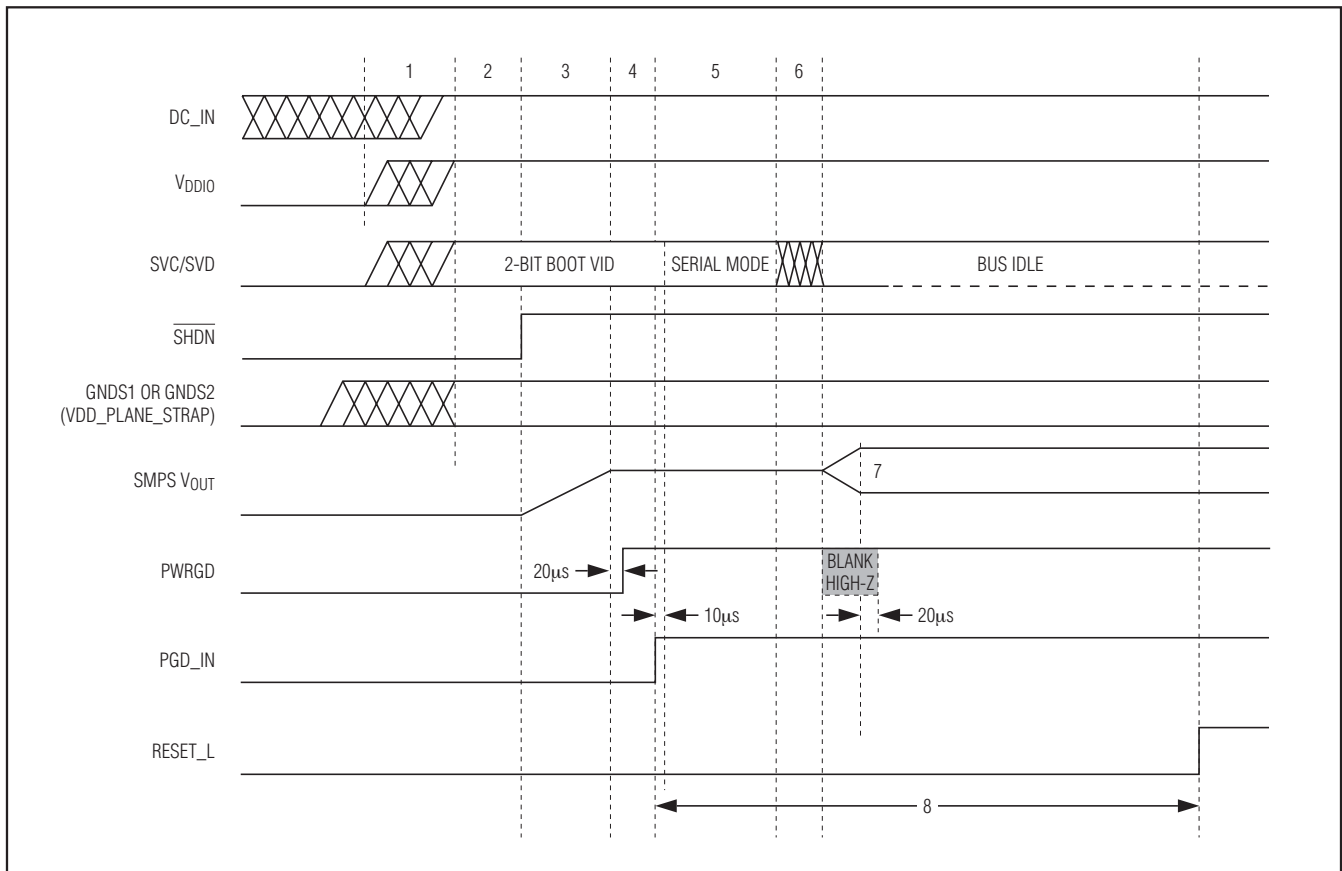 1 2 3 4 5 6
DC_IN
VDDIO
SVC/SVD 2-BIT BOOT VID SERIAL MODE BUS IDLE
SHDN
GNDS1 OR GNDS2
(VDD_PLANE_STRAP)
SMPS VOUT 7
PWRGD 20μs BLANK
HIGH-Z
10μs 20μs
PGD_IN
RESET_L
8